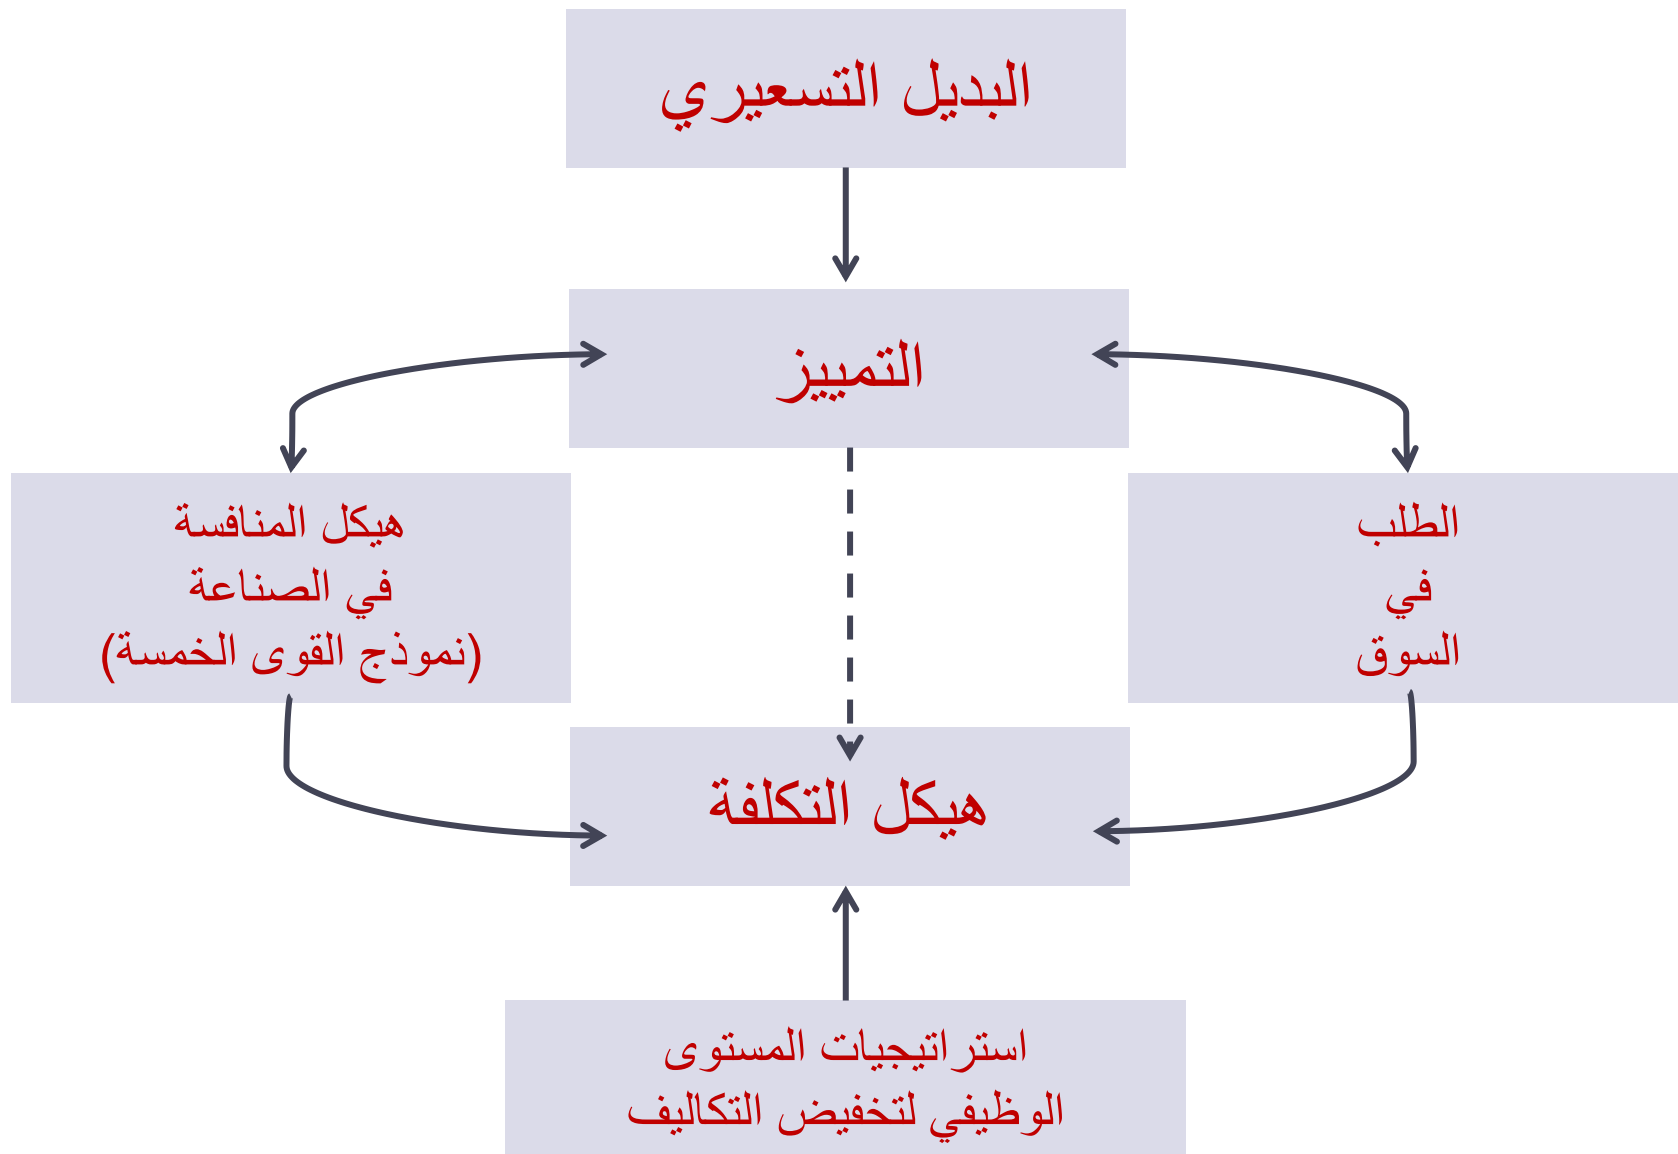 البديل التسعيري
التمييز
الطلب
في
السوق
هيكل المنافسة
في الصناعة
(نموذج القوى الخمسة)
هيكل التكلفة
استراتيجيات المستوى
الوظيفي لتخفيض التكاليف